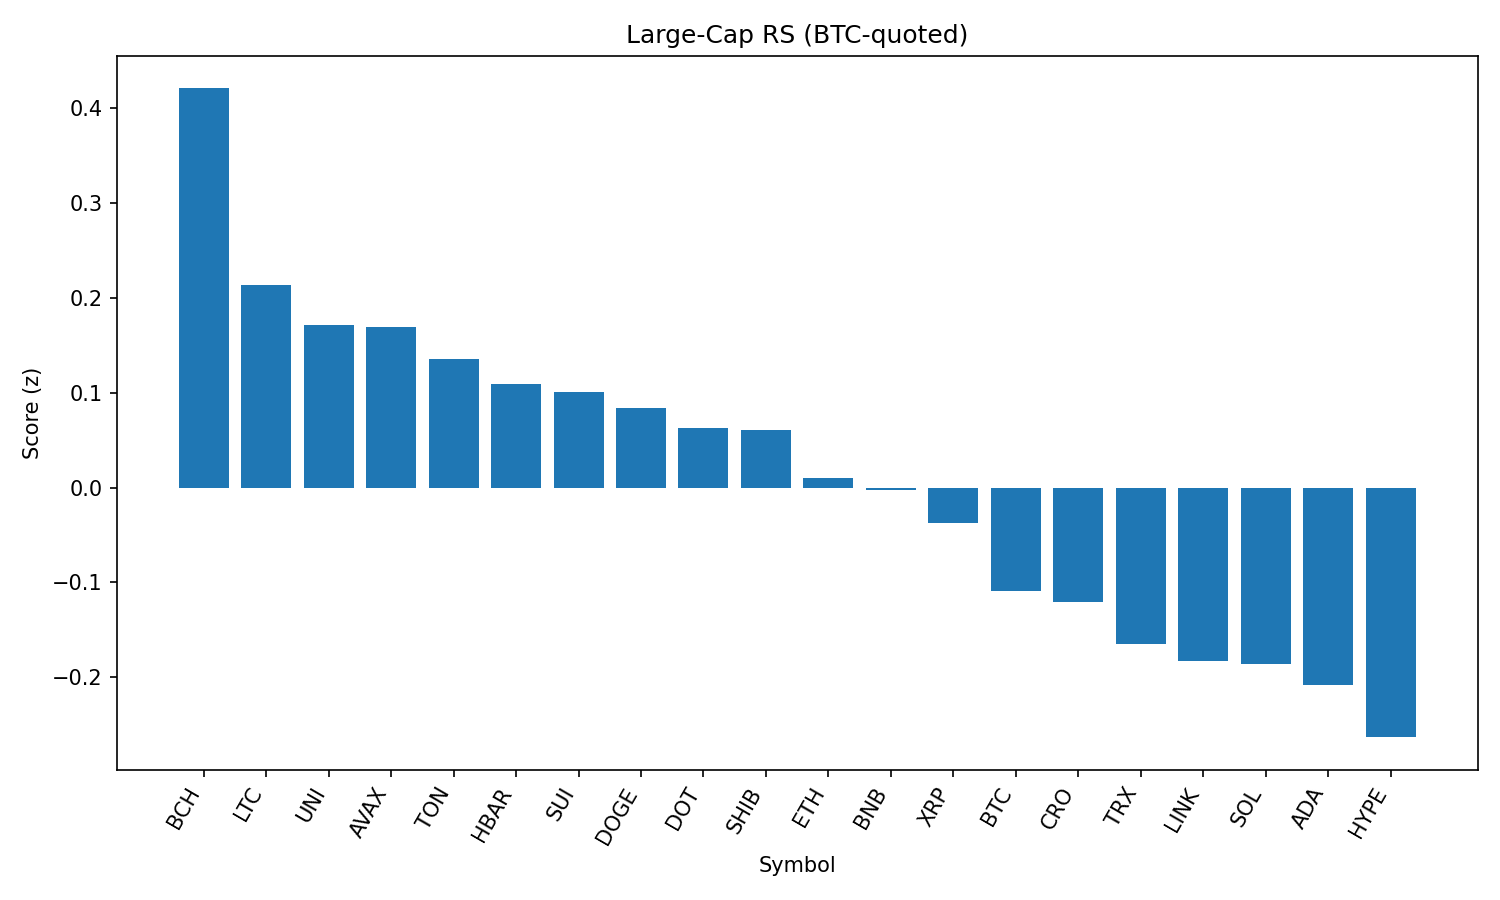 Large-Cap RS (BTC-quoted)
Score (z)
0.4
0.3
0.2
0.1
0.0
−0.1
−0.2
BCH
LTC
UNI
AVAX
TON
HBAR
SUI
DOGE
DOT
SHIB
ETH
BNB
XRP
BTC
CRO
TRX
LINK
SOL
ADA
HYPE
Symbol